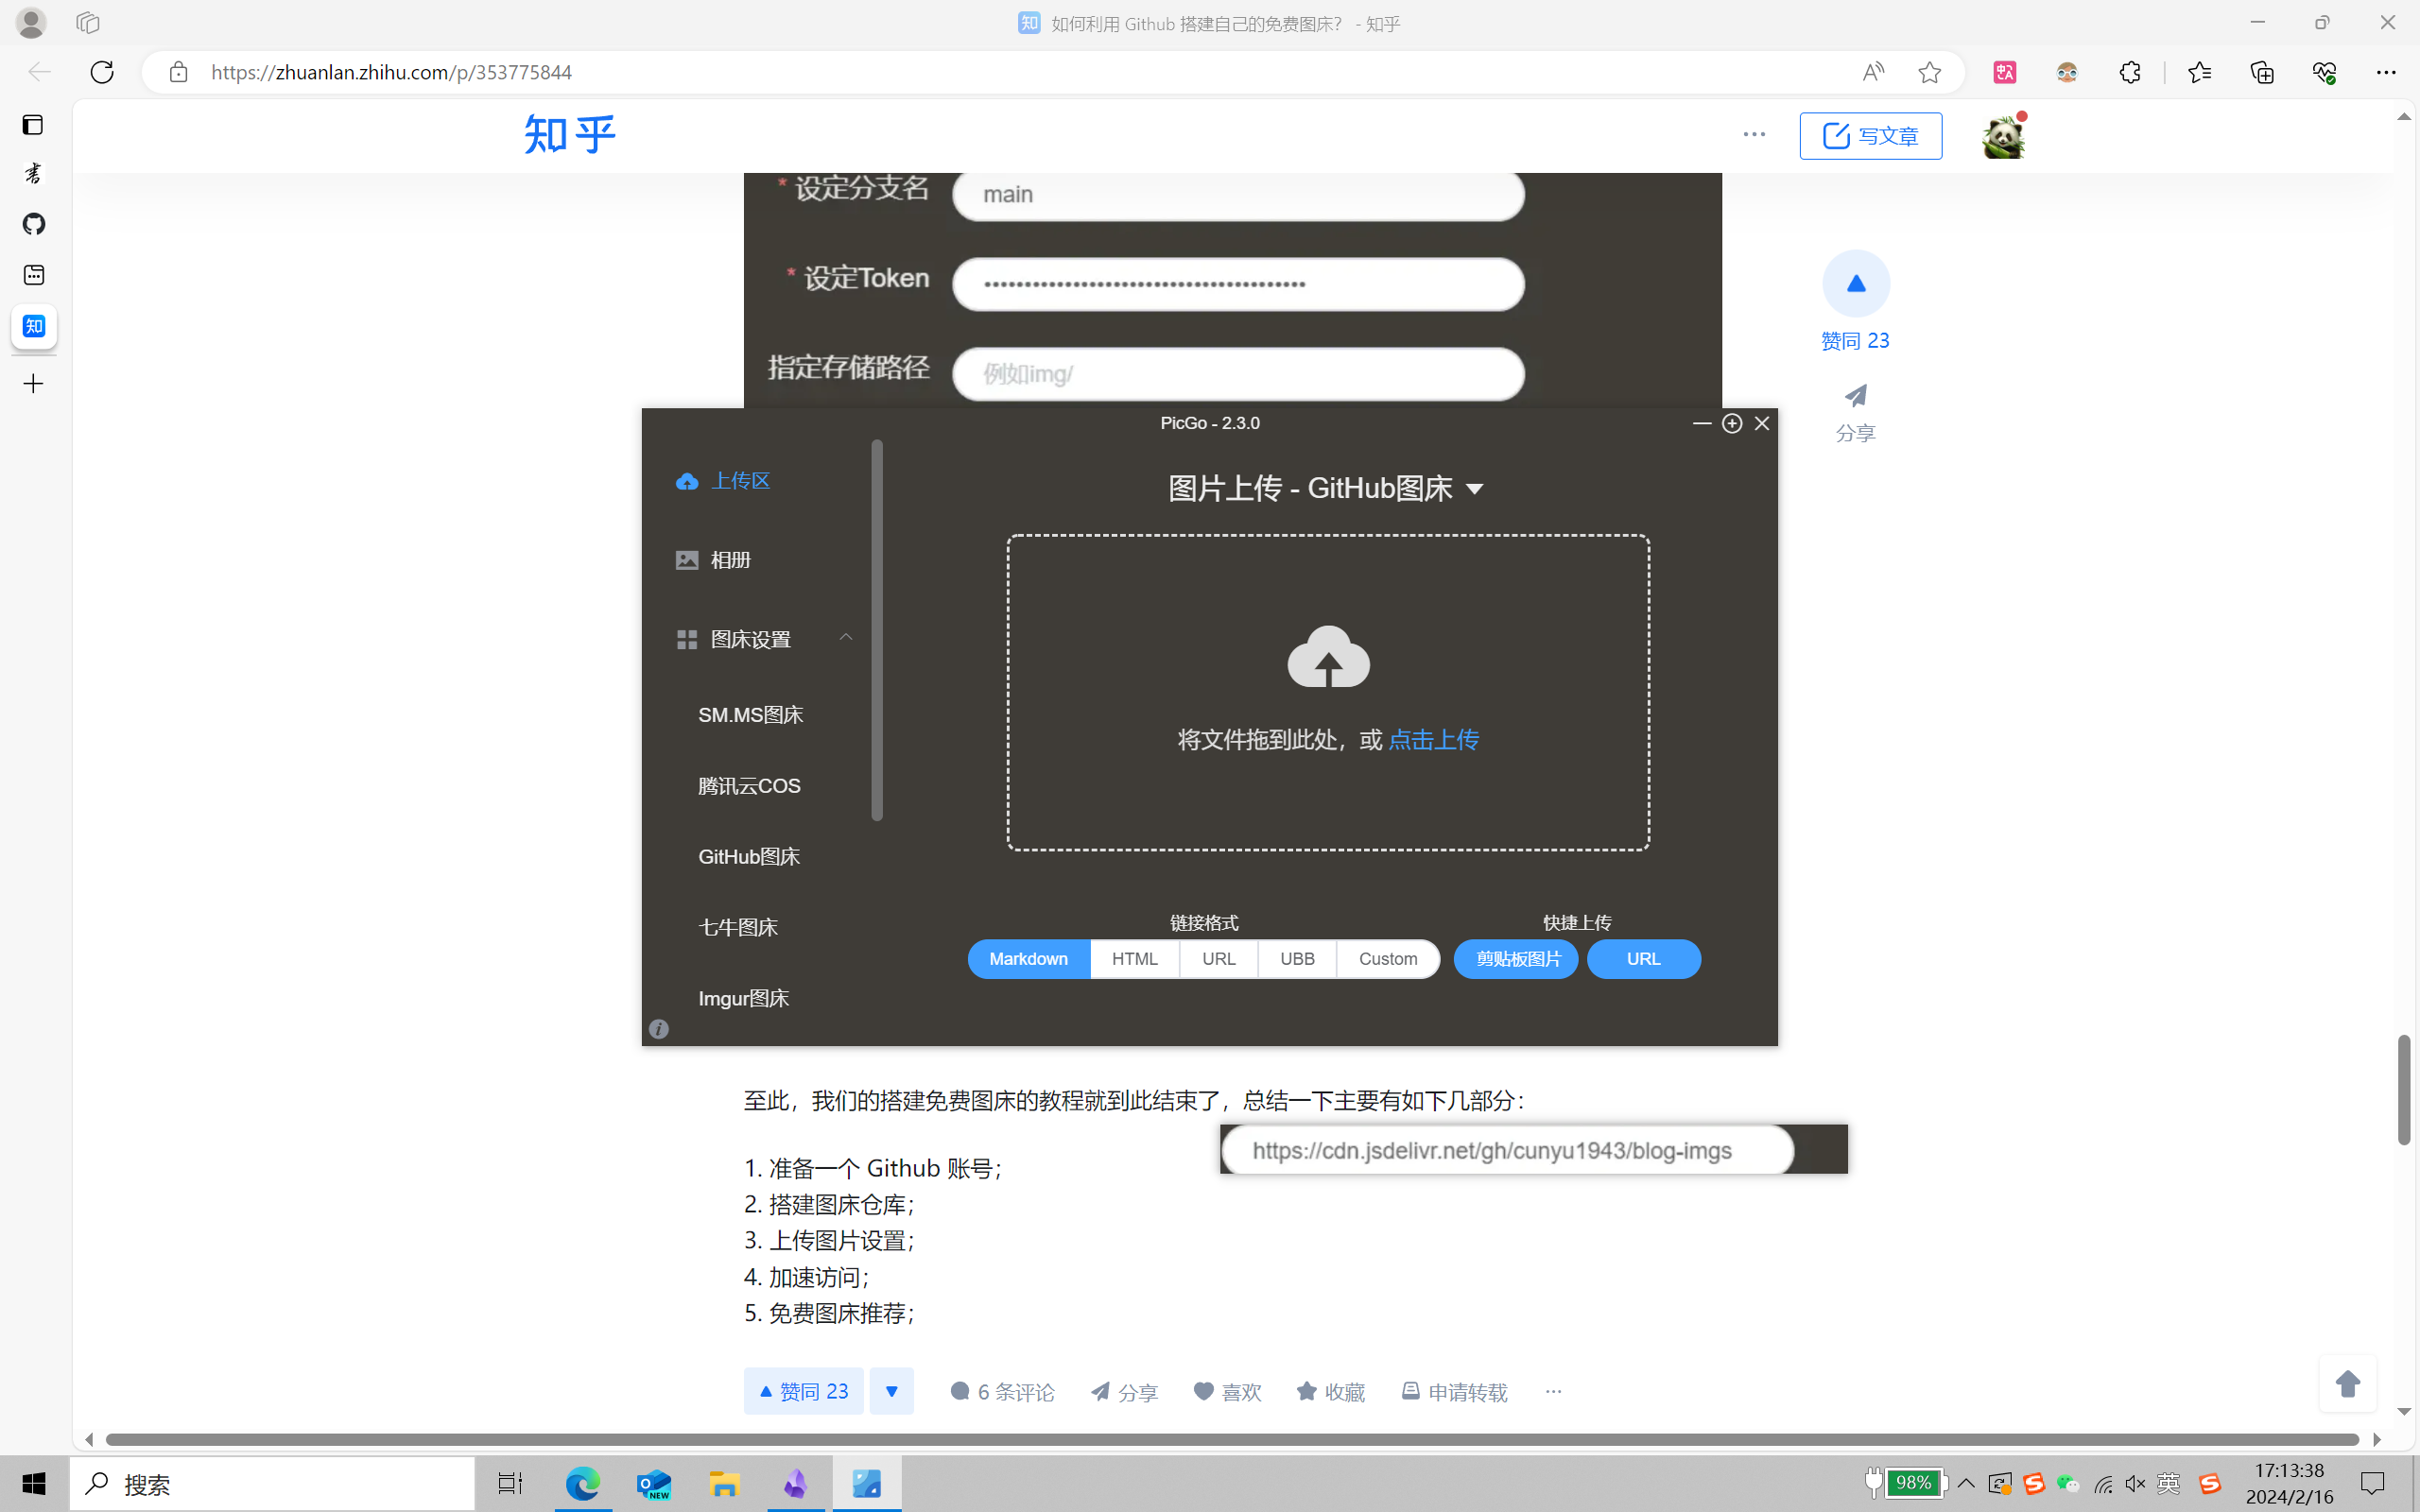 如何利用 Github 搭建自己的免费图床？ - 知乎
https://zhuanlan.zhihu.com/p/353775844
知乎
写文章
* 设定分支名 main
* 设定Token ••••••••••••••••••••••••••••••••••••••••
指定存储路径 例如img/
赞同 23
分享
PicGo - 2.3.0
上传区
相册
图床设置
SM.MS图床
腾讯云COS
GitHub图床
七牛图床
Imgur图床
图片上传 - GitHub图床
将文件拖到此处，或 点击上传
链接格式 快捷上传
Markdown HTML URL UBB Custom 剪贴板图片 URL
至此，我们的搭建免费图床的教程就到此结束了，总结一下主要有如下几部分：
https://cdn.jsdelivr.net/gh/cunyu1943/blog-imgs
1. 准备一个 Github 账号；
2. 搭建图床仓库；
3. 上传图片设置；
4. 加速访问；
5. 免费图床推荐；
赞同 23 6 条评论 分享 喜欢 收藏 申请转载 ···
搜索
98% 英 17:13:38
2024/2/16